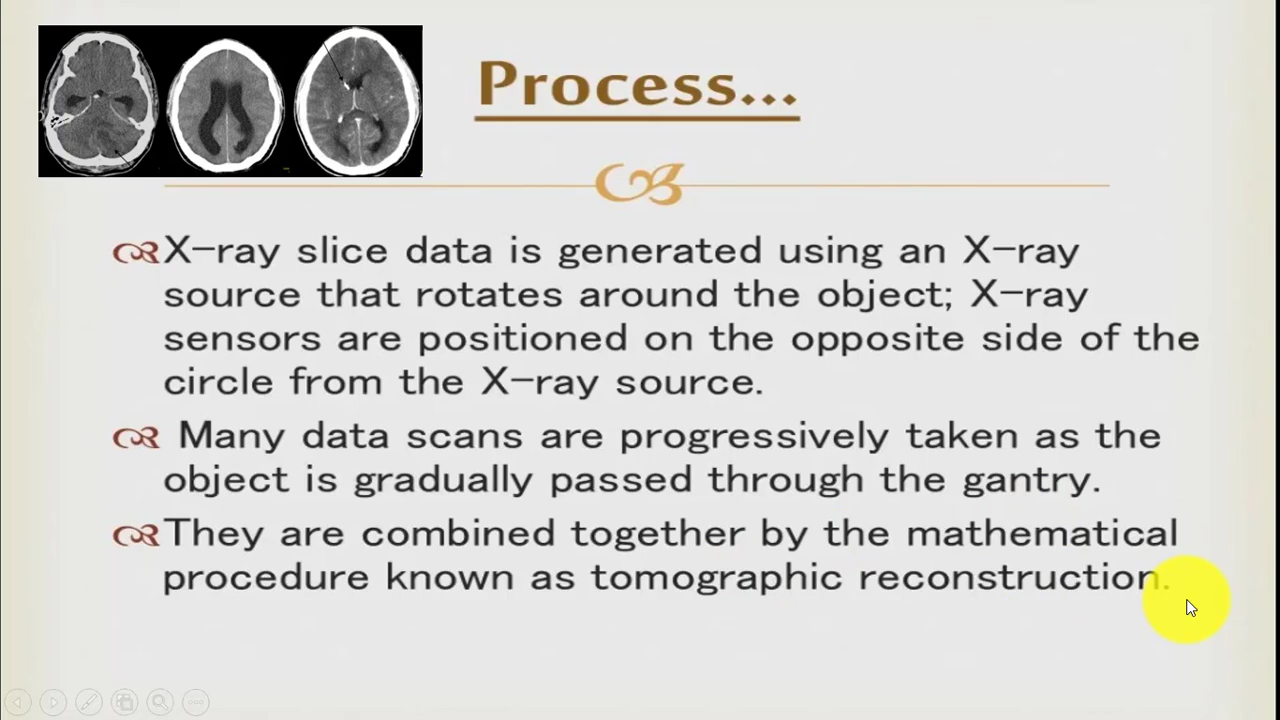 Process...
X-ray slice data is generated using an X-ray
source that rotates around the object; X-ray
sensors are positioned on the opposite side of the
circle from the X-ray source.
Many data scans are progressively taken as the
object is gradually passed through the gantry.
They are combined together by the mathematical
procedure known as tomographic reconstruction.